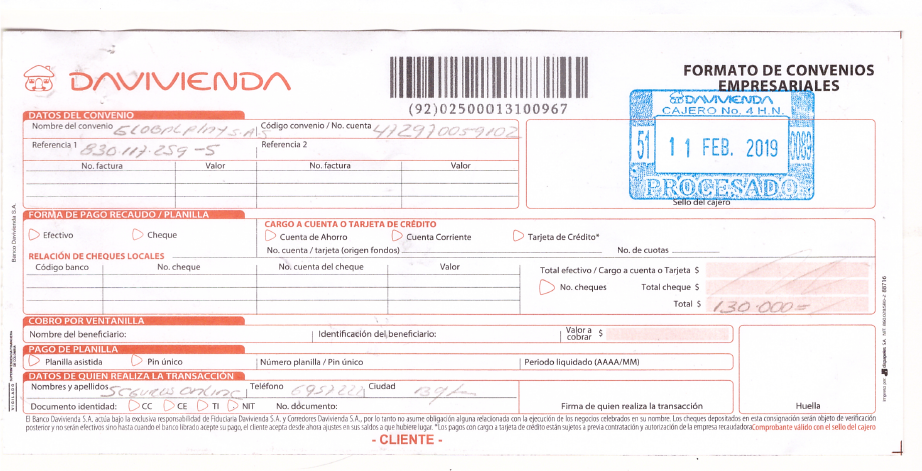 DAVIVIENDA
(92)02500013100967
FORMATO DE CONVENIOS
EMPRESARIALES
DAVIVIENDA
CAJERO No. 4 H.N.
51 11 FEB. 2019
PROCESADO
Sello del cajero
DATOS DEL CONVENIO
Nombre del convenio S.A.S Código convenio / No. cuenta
Referencia 1 830.117.259-5 Referencia 2
No. factura Valor No. factura Valor
FORMA DE PAGO RECAUDO / PLANILLA
Efectivo Cheque
CARGO A CUENTA O TARJETA DE CRÉDITO
Cuenta de Ahorro Cuenta Corriente Tarjeta de Crédito*
No. cuenta / tarjeta (origen fondos) No. de cuotas
RELACIÓN DE CHEQUES LOCALES
Código banco No. cheque No. cuenta del cheque Valor
Total efectivo / Cargo a cuenta o Tarjeta $
No. cheques Total cheque $
Total $ 130.000=
COBRO POR VENTANILLA
Nombre del beneficiario: Identificación del beneficiario: Valor a cobrar $
PAGO DE PLANILLA
Planilla asistida Pin único Número planilla / Pin único Periodo liquidado (AAAA/MM)
DATOS DE QUIEN REALIZA LA TRANSACCIÓN
Nombres y apellidos Seguros online Teléfono Ciudad
Documento identidad: CC CE TI NIT No. documento: Firma de quien realiza la transacción Huella
El Banco Davivienda S.A. actúa bajo la exclusiva responsabilidad de Fiduciaria Davivienda S.A. y Corredores Davivienda S.A., por lo tanto no asume obligación alguna relacionada con la ejecución de los negocios celebrados en su nombre. Los cheques depositados en esta consignación serán objeto de verificación
posterior y no serán efectivos sino hasta cuando el banco librado acepte su pago, el cliente acepta desde ahora ajustes en sus saldos a que hubiere lugar. *Los pagos con cargo a tarjeta de crédito están sujetos a previa contratación y autorización de la empresa recaudadora Comprobante válido con el sello del cajero
- CLIENTE -
Banco Davivienda S.A.
VIGILADO